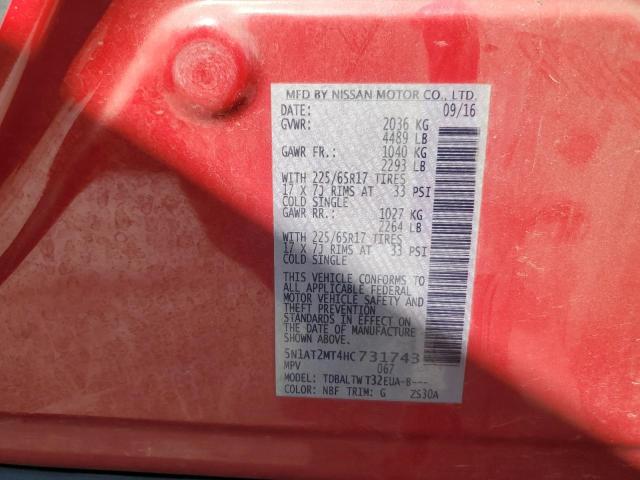 MFD BY NISSAN MOTOR CO., LTD.
DATE: 09/16
GVWR: 2036 KG
4489 LB
GAWR FR.: 1040 KG
2293 LB
WITH 225/65R17 TIRES
17 X 7J RIMS AT 33 PSI
COLD SINGLE
GAWR RR.: 1027 KG
2264 LB
WITH 225/65R17 TIRES
17 X 7J RIMS AT 33 PSI
COLD SINGLE
THIS VEHICLE CONFORMS TO
ALL APPLICABLE FEDERAL
MOTOR VEHICLE SAFETY AND
THEFT PREVENTION
STANDARDS IN EFFECT ON
THE DATE OF MANUFACTURE
SHOWN ABOVE.
5N1AT2MT4HC731743
MPV 067
MODEL: TDBALTW T32EUA-B---
COLOR: NBF TRIM: G ZS30A